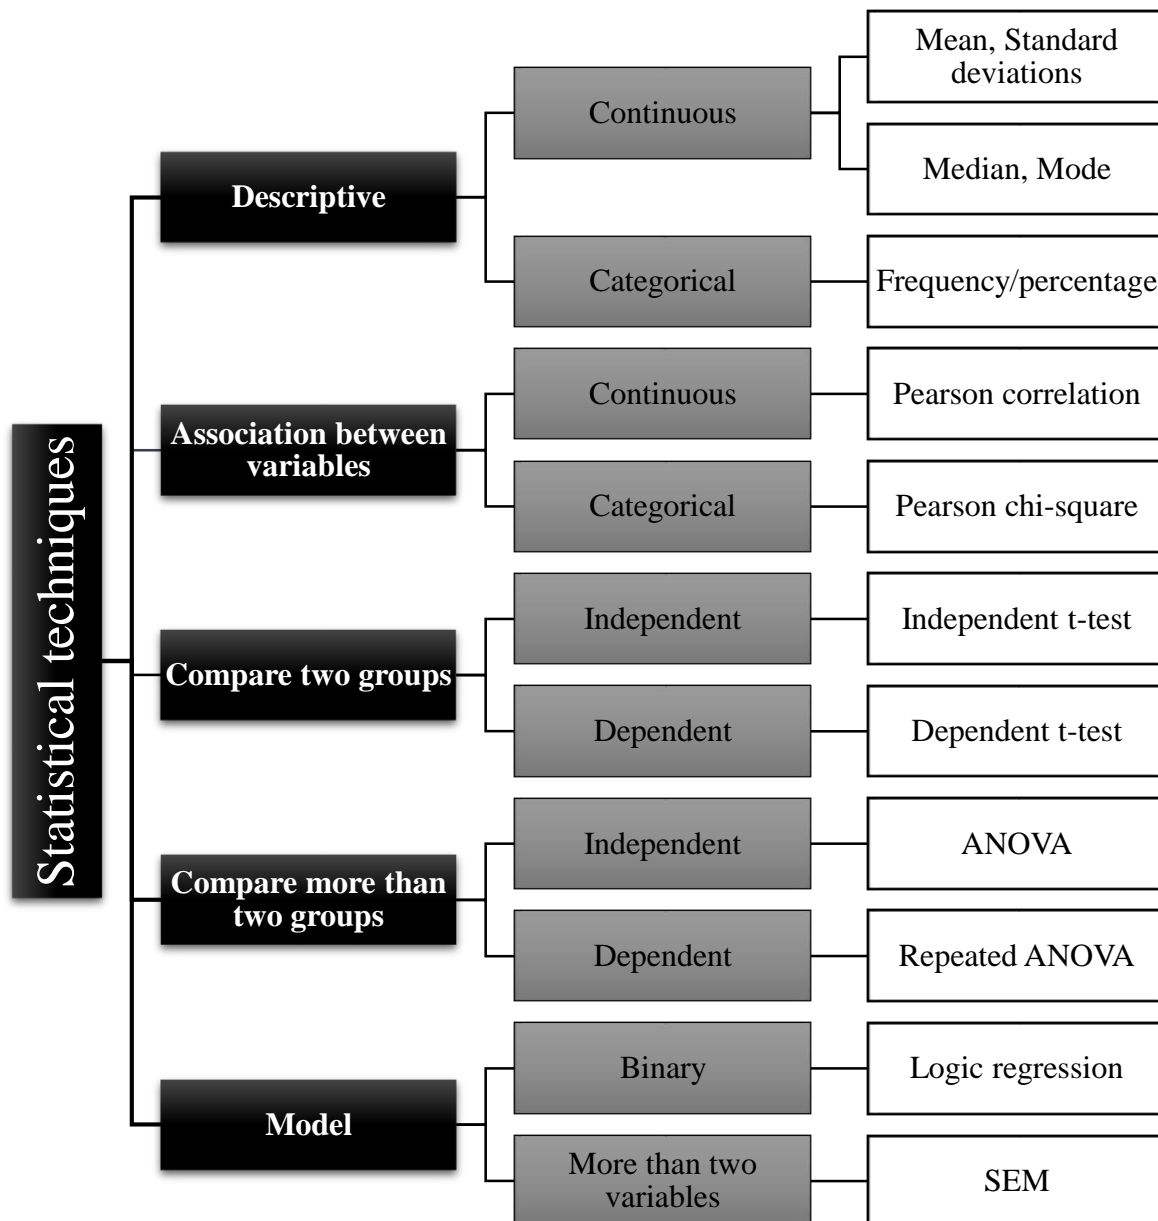 Statistical techniques
Descriptive
Continuous
Mean, Standard
deviations
Median, Mode
Categorical
Frequency/percentage
Association between
variables
Continuous
Pearson correlation
Categorical
Pearson chi-square
Compare two groups
Independent
Independent t-test
Dependent
Dependent t-test
Compare more than
two groups
Independent
ANOVA
Dependent
Repeated ANOVA
Model
Binary
Logic regression
More than two
variables
SEM